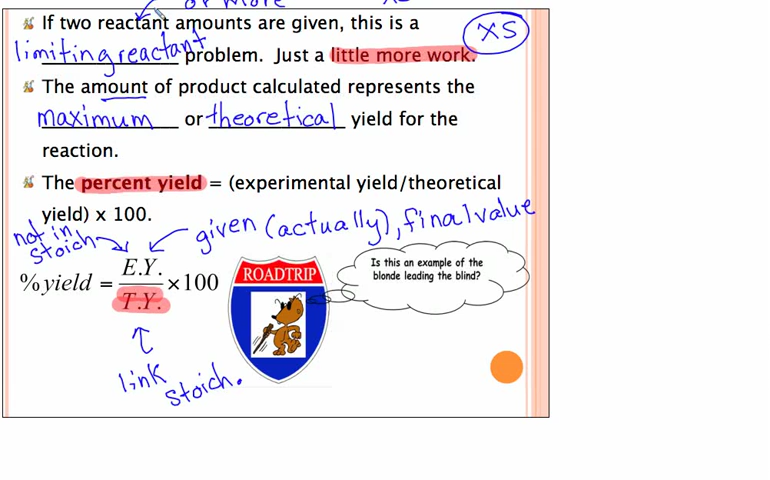 or more
If two reactant amounts are given, this is a
XS
limiting reactant problem. Just a little more work.
The amount of product calculated represents the
maximum or theoretical yield for the
reaction.
The percent yield = (experimental yield/theoretical
yield) x 100.
given (actually), final value
not in
stoich
% yield = E.Y. / T.Y. ×100
ROADTRIP
Is this an example of the
blonde leading the blind?
link
stoich.